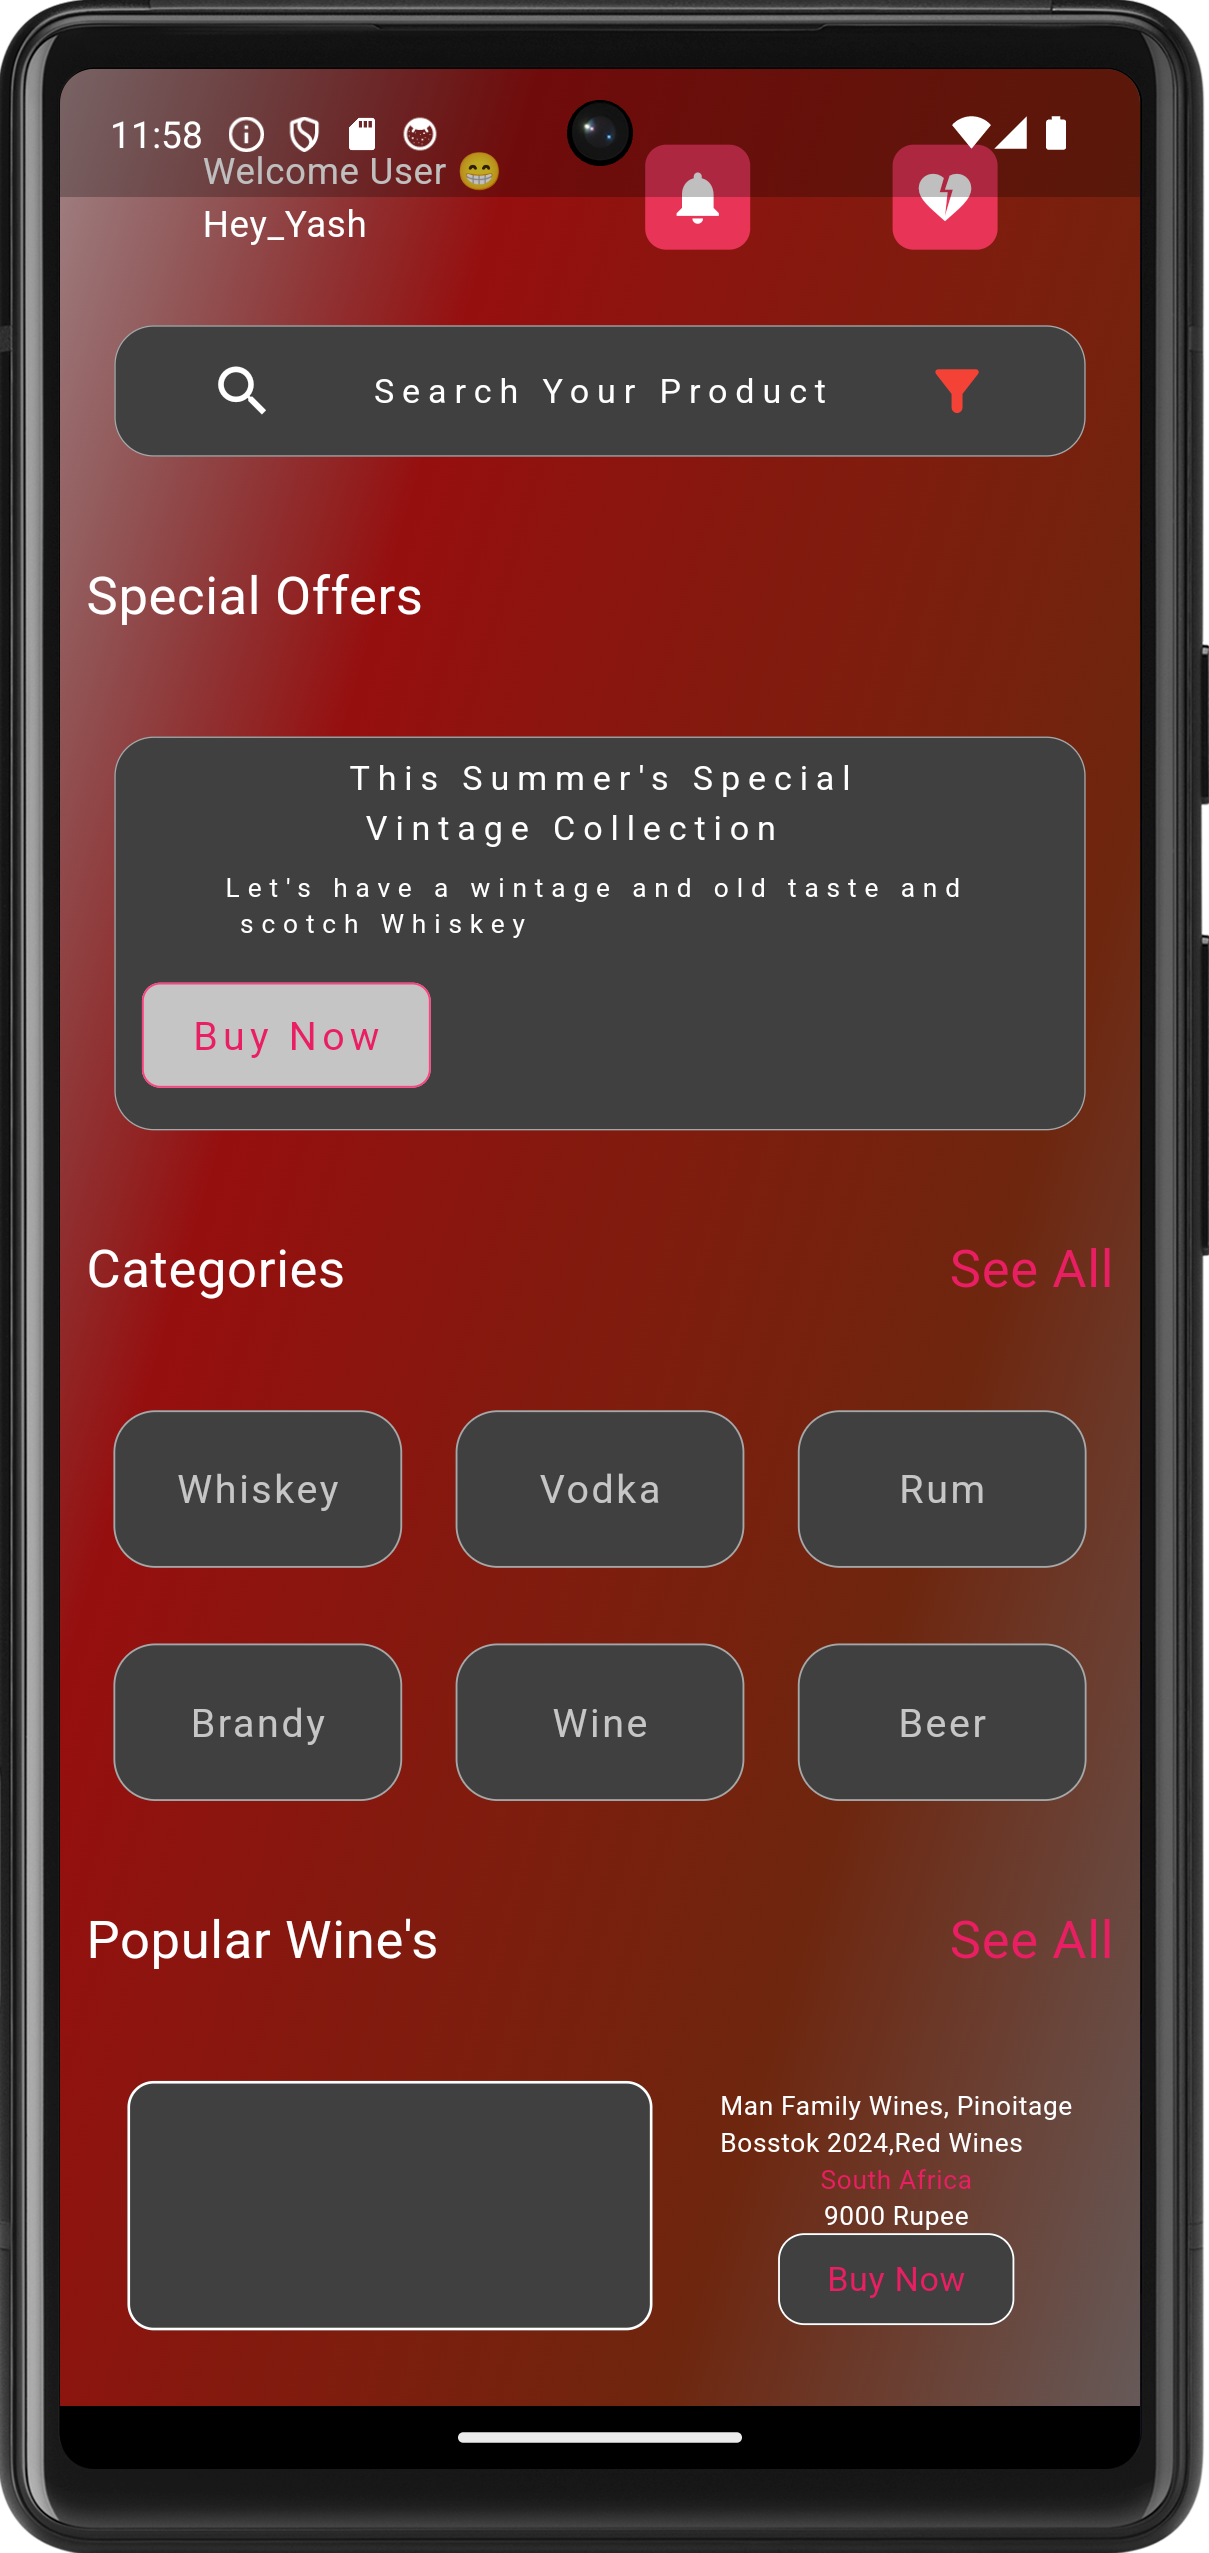 11:58
Welcome User 😁
Hey_Yash
Search Your Product
Special Offers
This Summer's Special
Vintage Collection
Let's have a wintage and old taste and
scotch Whiskey
Buy Now
Categories
See All
Whiskey
Vodka
Rum
Brandy
Wine
Beer
Popular Wine's
See All
Man Family Wines, Pinoitage
Bosstok 2024,Red Wines
South Africa
9000 Rupee
Buy Now